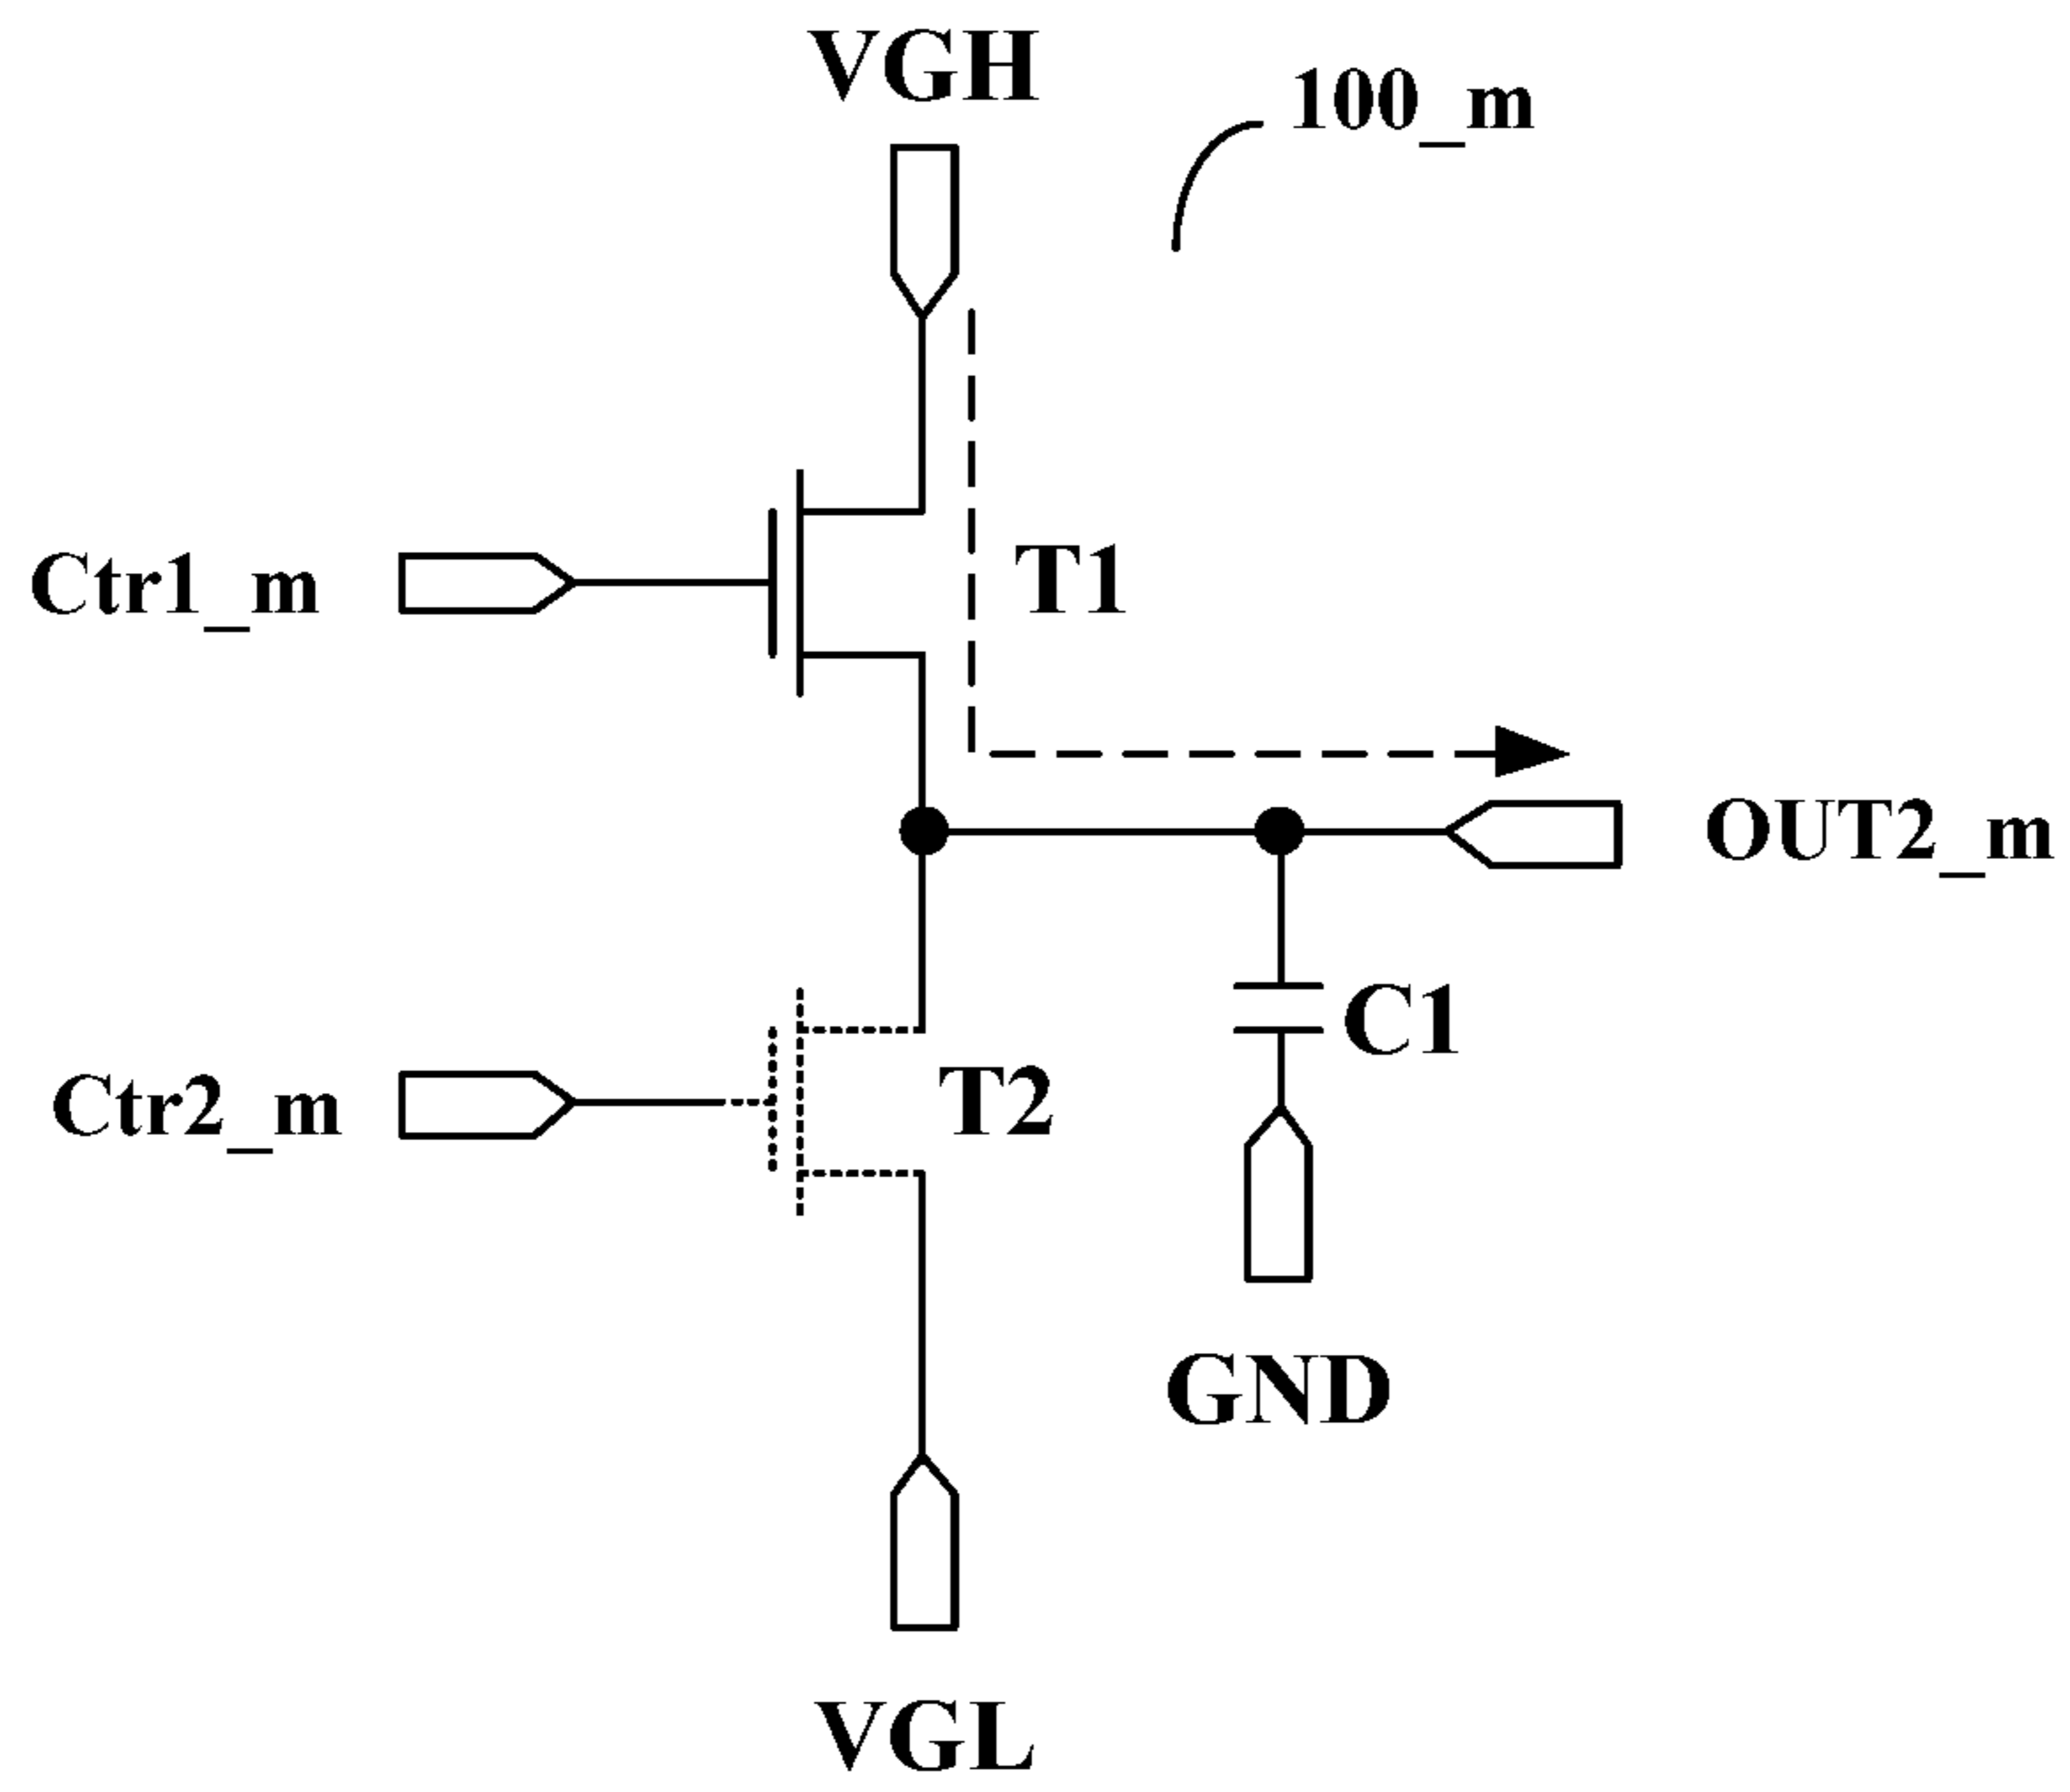 VGH
100_m
Ctr1_m
T1
OUT2_m
C1
Ctr2_m
T2
GND
VGL